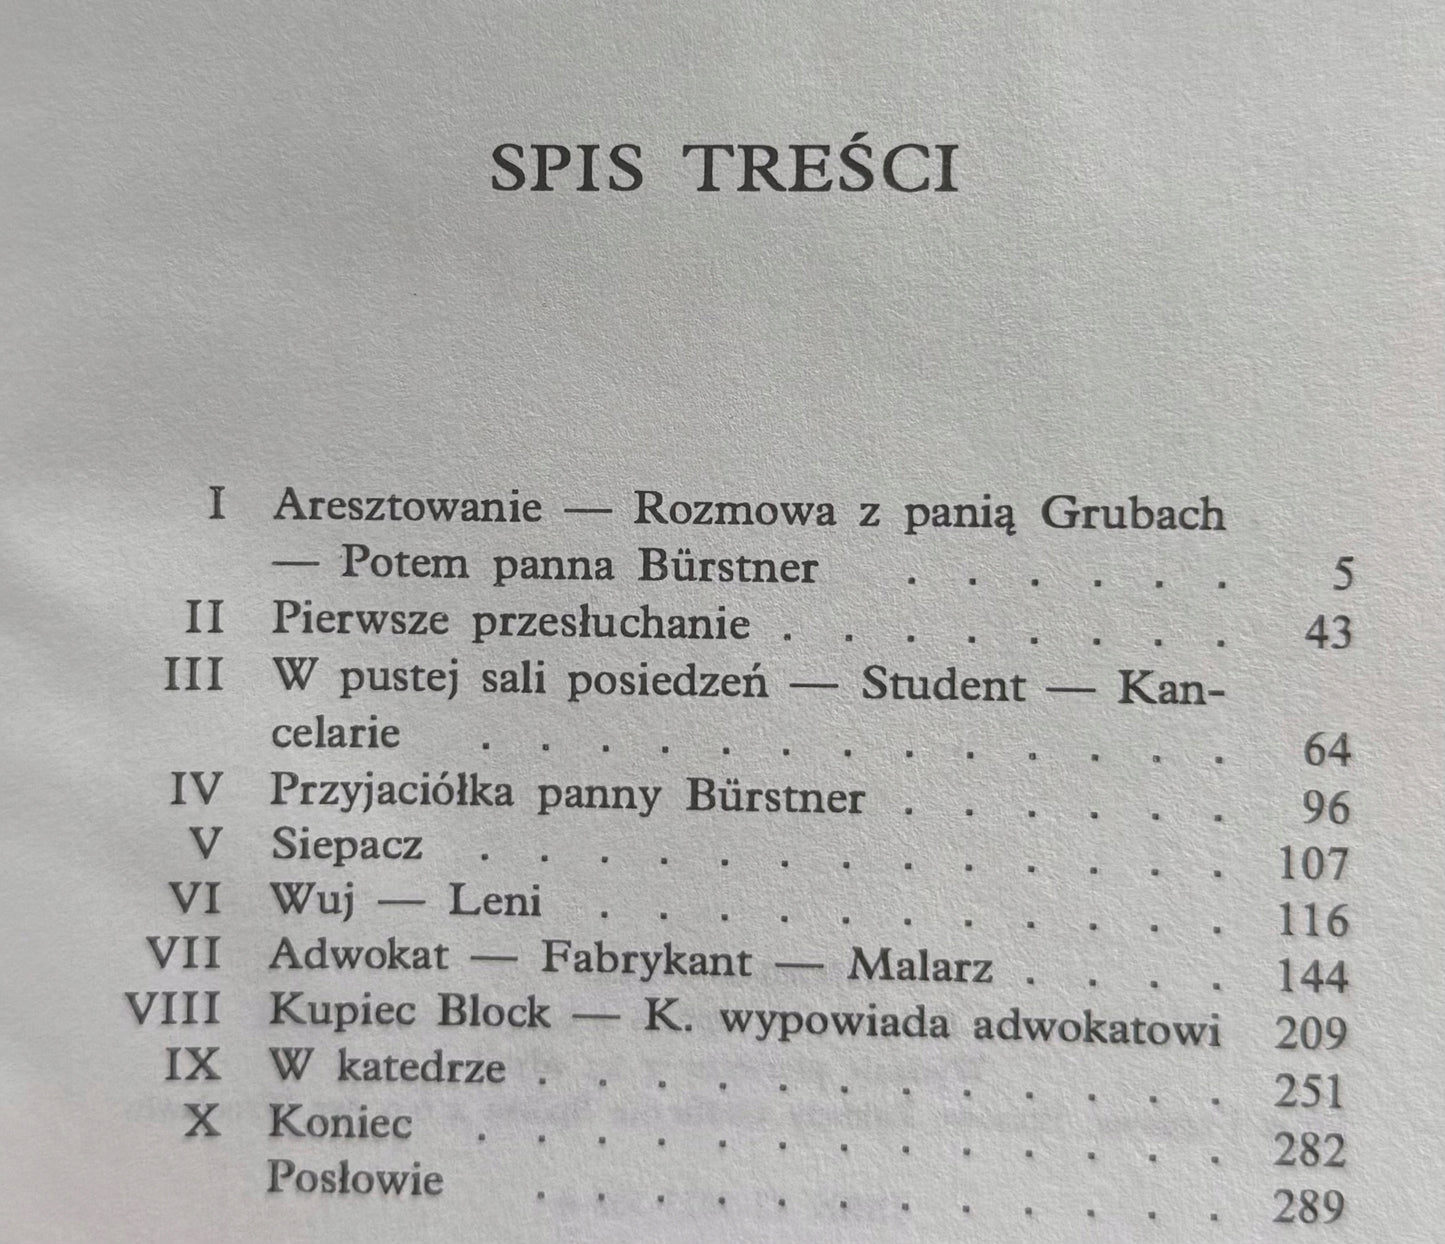 SPIS TREŚCI
I Aresztowanie — Rozmowa z panią Grubach
— Potem panna Bürstner . . . . . . 5
II Pierwsze przesłuchanie . . . . . . . . 43
III W pustej sali posiedzeń — Student — Kan-
celarie . . . . . . . . . . . . . 64
IV Przyjaciółka panny Bürstner . . . . . . 96
V Siepacz . . . . . . . . . . . . . 107
VI Wuj — Leni . . . . . . . . . . . 116
VII Adwokat — Fabrykant — Malarz . . . . 144
VIII Kupiec Block — K. wypowiada adwokatowi 209
IX W katedrze . . . . . . . . . . . . 251
X Koniec . . . . . . . . . . . . . 282
Posłowie . . . . . . . . . . . . 289